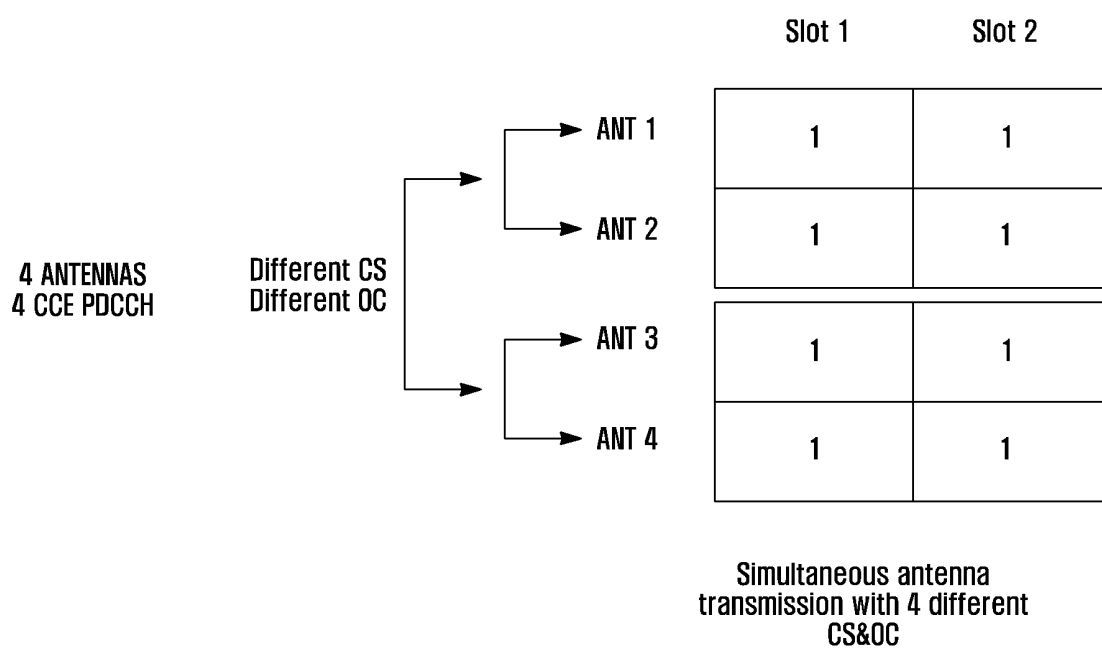 Slot 1 Slot 2
ANT 1 1 1
ANT 2 1 1
4 ANTENNAS
4 CCE PDCCH
Different CS
Different OC
ANT 3 1 1
ANT 4 1 1
Simultaneous antenna
transmission with 4 different
CS&OC